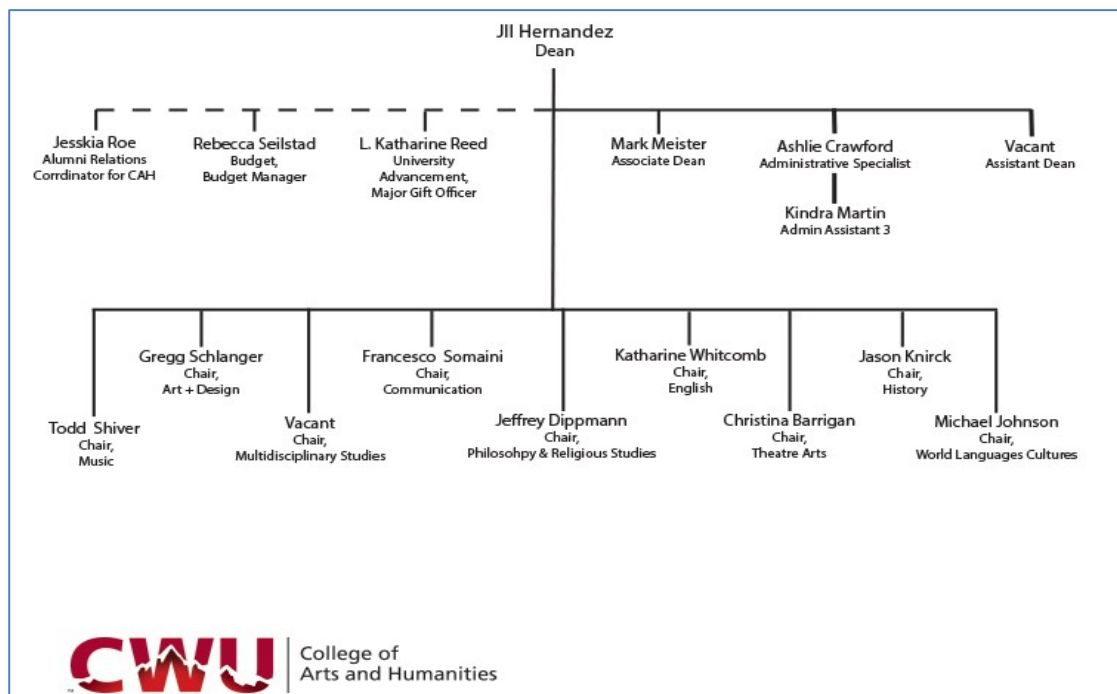 JIl Hernandez
Dean
Jesskia Roe
Alumni Relations
Corrdinator for CAH
Rebecca Seilstad
Budget,
Budget Manager
L. Katharine Reed
University
Advancement,
Major Gift Officer
Mark Meister
Associate Dean
Ashlie Crawford
Administrative Specialist
Vacant
Assistant Dean
Kindra Martin
Admin Assistant 3
Gregg Schlanger
Chair,
Art + Design
Francesco Somaini
Chair,
Communication
Katharine Whitcomb
Chair,
English
Jason Knirck
Chair,
History
Todd Shiver
Chair,
Music
Vacant
Chair,
Multidisciplinary Studies
Jeffrey Dippmann
Chair,
Philosohpy & Religious Studies
Christina Barrigan
Chair,
Theatre Arts
Michael Johnson
Chair,
World Languages Cultures
CWU
College of
Arts and Humanities